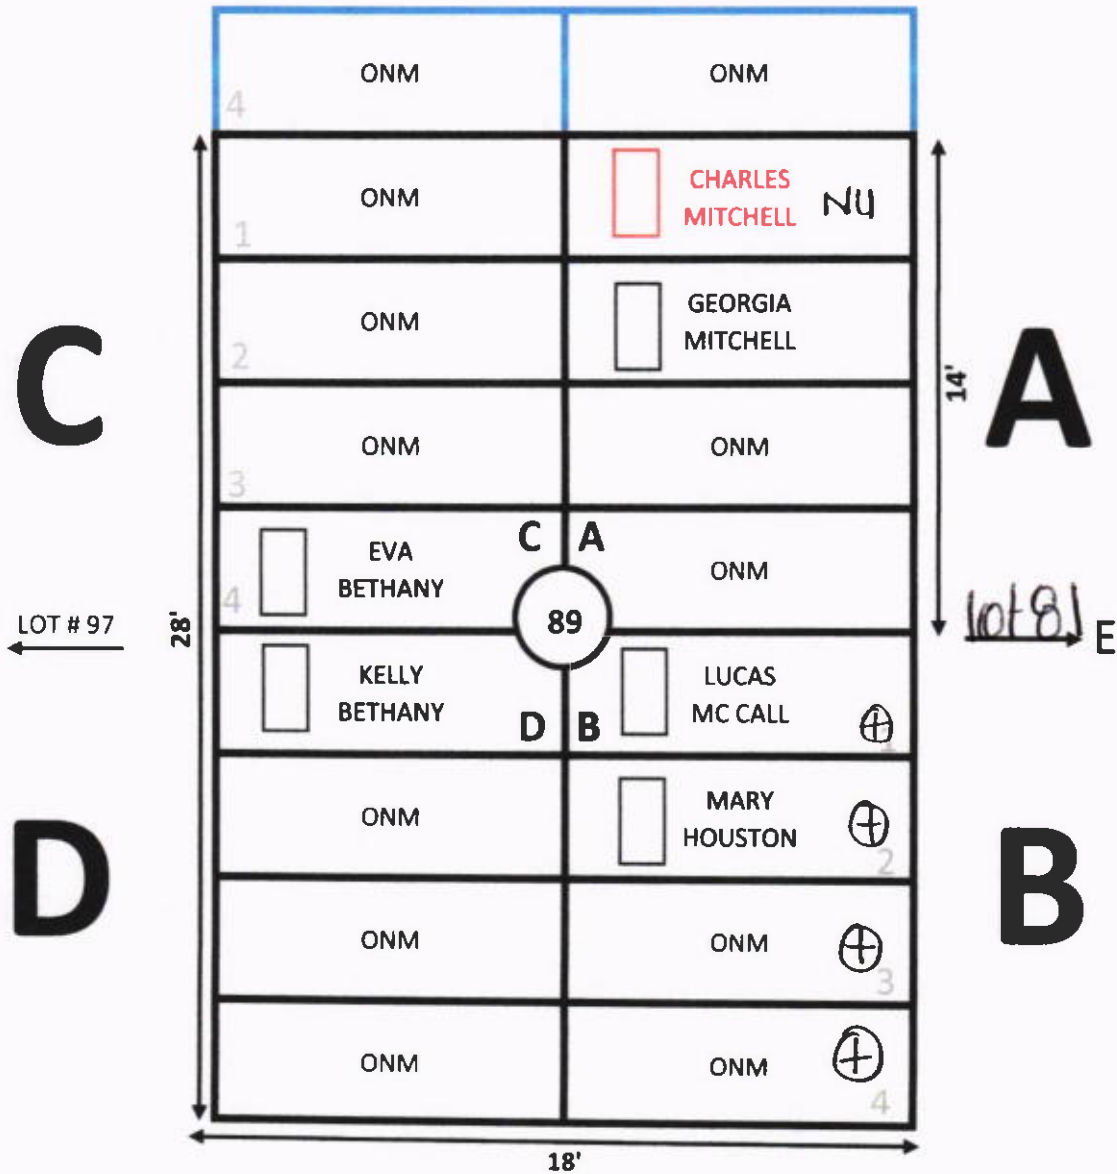 ONM
ONM
4
ONM
1
CHARLES
MITCHELL
NU
ONM
2
GEORGIA
MITCHELL
C
A
14'
ONM
3
ONM
EVA
BETHANY
4
C
A
ONM
89
LOT # 97
28'
Lot 81
E
KELLY
BETHANY
D
B
LUCAS
MC CALL
1
ONM
MARY
HOUSTON
2
D
B
ONM
ONM
3
ONM
ONM
4
18'